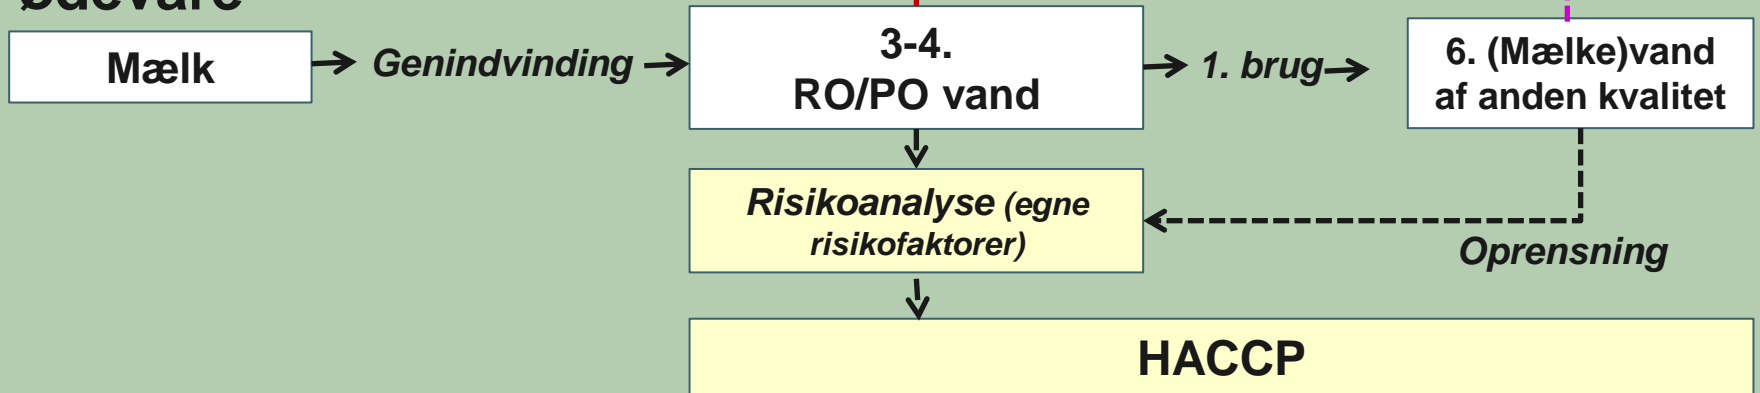 Mælk
Genindvinding
3-4.
RO/PO vand
1. brug
6. (Mælke)vand
af anden kvalitet
Risikoanalyse (egne
risikofaktorer)
Oprensning
HACCP